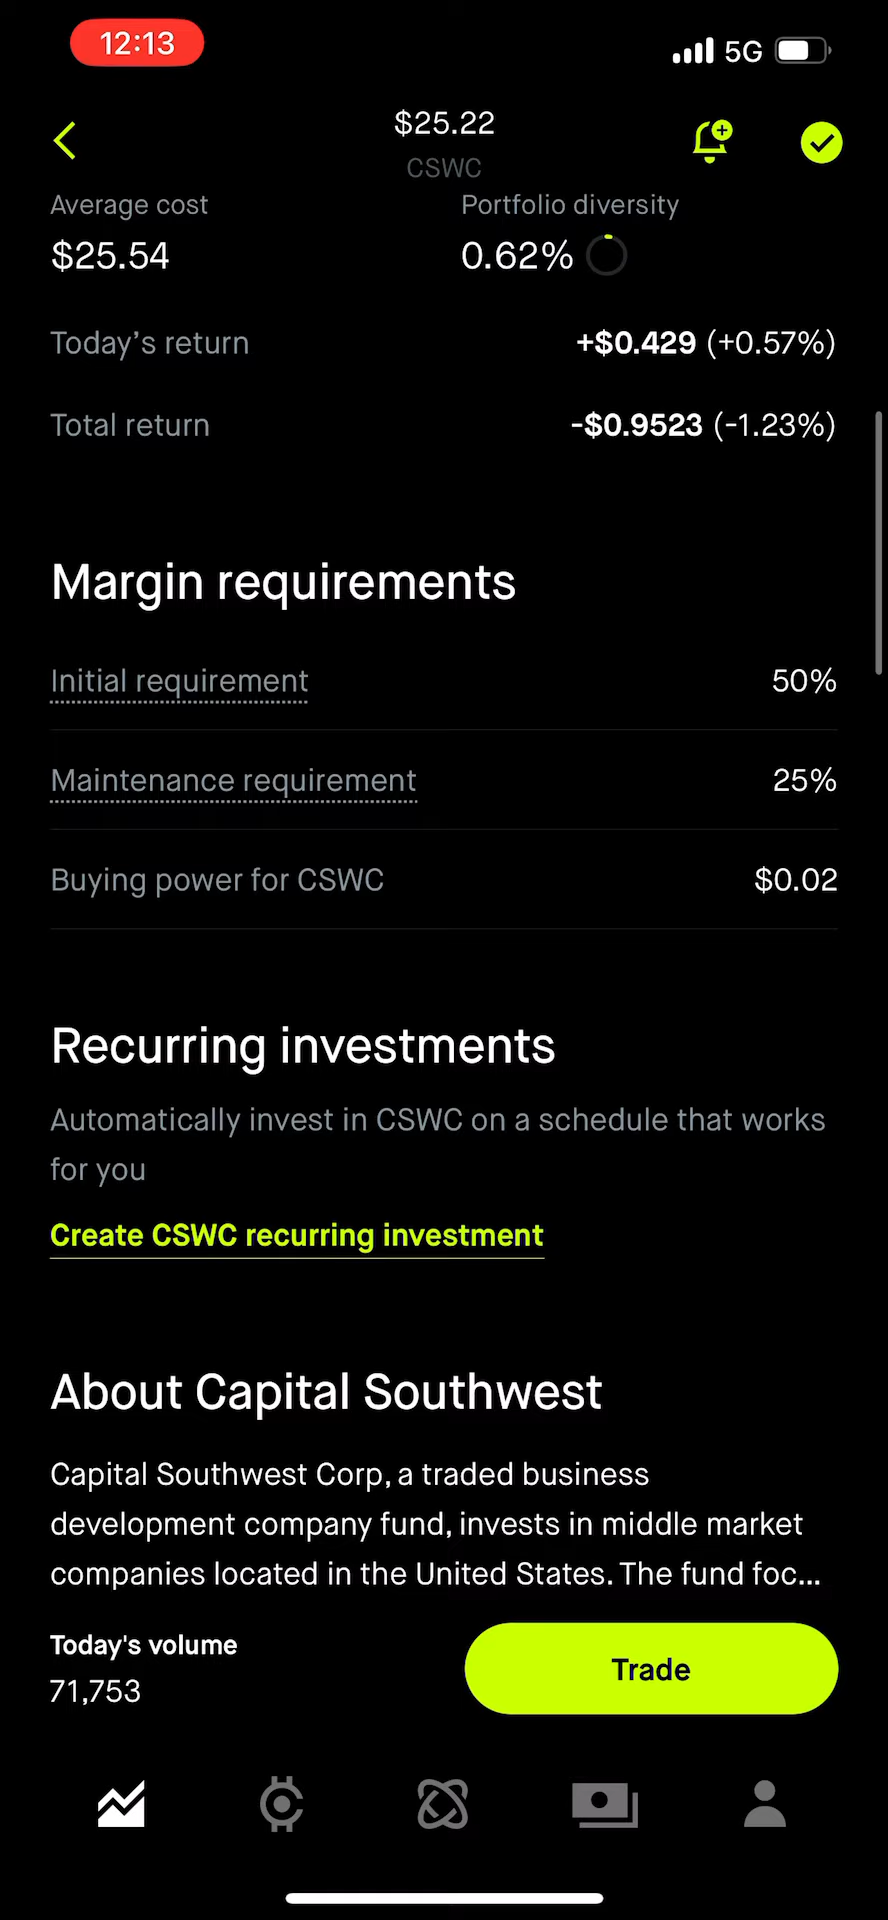 12:13
5G
$25.22
CSWC
Average cost
Portfolio diversity
$25.54
0.62%
Today’s return
+$0.429 (+0.57%)
Total return
-$0.9523 (-1.23%)
Margin requirements
Initial requirement
50%
Maintenance requirement
25%
Buying power for CSWC
$0.02
Recurring investments
Automatically invest in CSWC on a schedule that works
for you
Create CSWC recurring investment
About Capital Southwest
Capital Southwest Corp, a traded business
development company fund, invests in middle market
companies located in the United States. The fund foc...
Today's volume
71,753
Trade